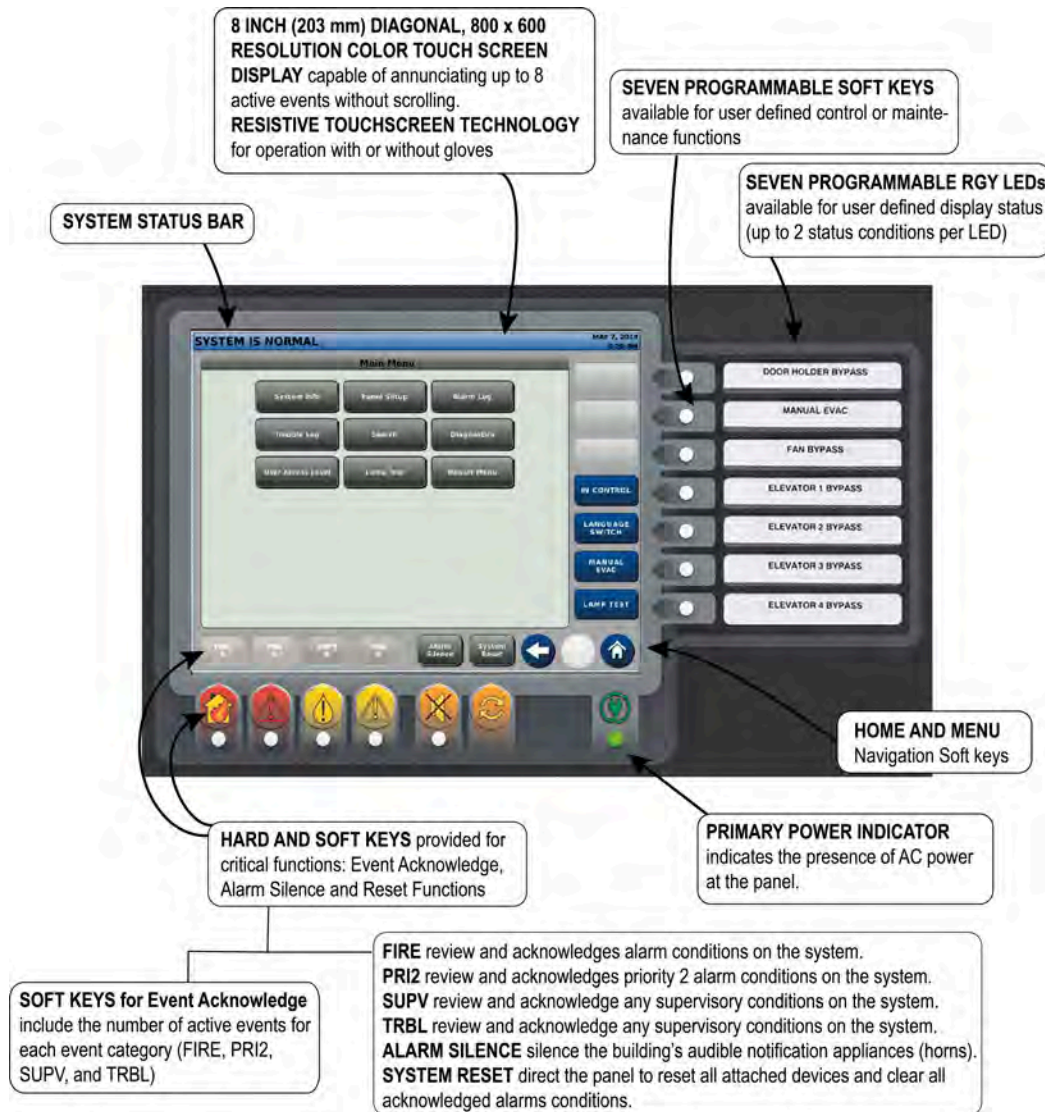 8 INCH (203 mm) DIAGONAL, 800 x 600
RESOLUTION COLOR TOUCH SCREEN
DISPLAY capable of annunciating up to 8
active events without scrolling.
RESISTIVE TOUCHSCREEN TECHNOLOGY
for operation with or without gloves
SEVEN PROGRAMMABLE SOFT KEYS
available for user defined control or mainte-
nance functions
SEVEN PROGRAMMABLE RGY LEDs
available for user defined display status
(up to 2 status conditions per LED)
SYSTEM STATUS BAR
SYSTEM IS NORMAL
MAY 7,
Main Menu
System Info
Panel Setup
Alarm Log
Trouble Log
Search
Diagnostics
User Access Level
Lamp Test
Report Menu
IN CONTROL
LANGUAGE
SWITCH
MANUAL
EVAC
LAMP TEST
DOOR HOLDER BYPASS
MANUAL EVAC
FAN BYPASS
ELEVATOR 1 BYPASS
ELEVATOR 2 BYPASS
ELEVATOR 3 BYPASS
ELEVATOR 4 BYPASS
Alarm
Silence
System
Reset
HOME AND MENU
Navigation Soft keys
HARD AND SOFT KEYS provided for
critical functions: Event Acknowledge,
Alarm Silence and Reset Functions
PRIMARY POWER INDICATOR
indicates the presence of AC power
at the panel.
SOFT KEYS for Event Acknowledge
include the number of active events for
each event category (FIRE, PRI2,
SUPV, and TRBL)
FIRE review and acknowledges alarm conditions on the system.
PRI2 review and acknowledges priority 2 alarm conditions on the system.
SUPV review and acknowledge any supervisory conditions on the system.
TRBL review and acknowledge any supervisory conditions on the system.
ALARM SILENCE silence the building's audible notification appliances (horns).
SYSTEM RESET direct the panel to reset all attached devices and clear all
acknowledged alarms conditions.